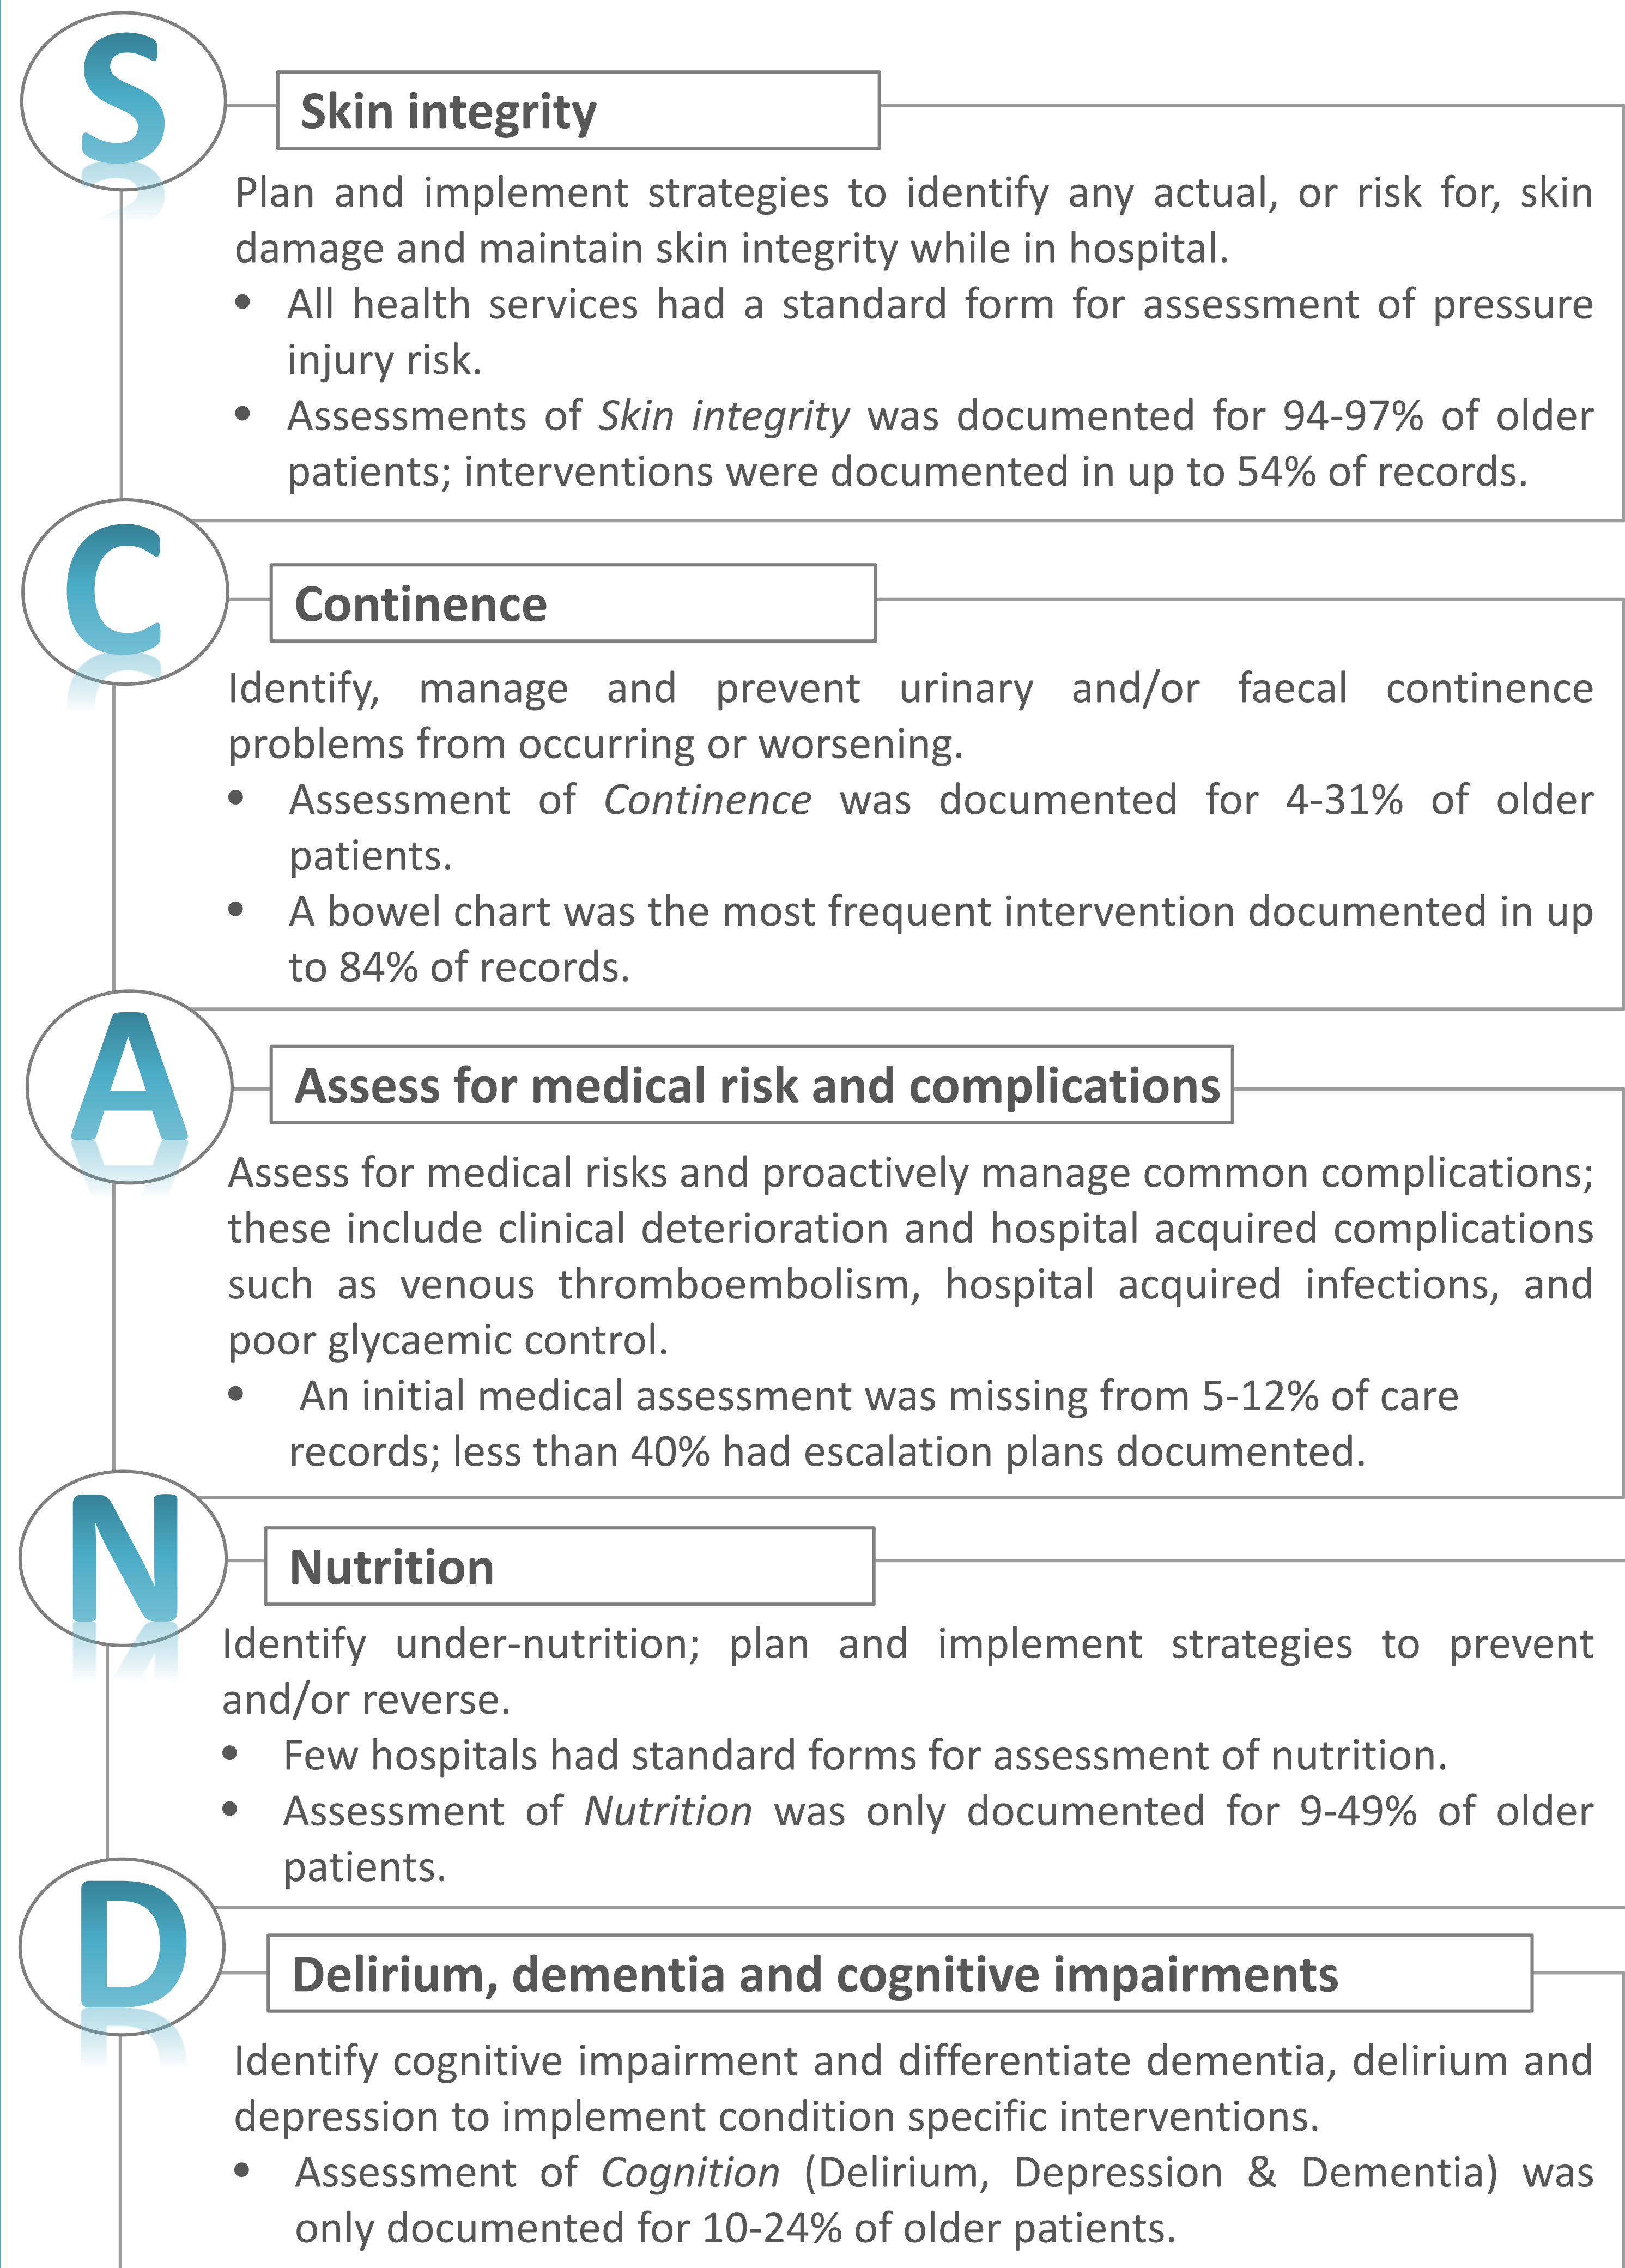 S
Skin integrity
Plan and implement strategies to identify any actual, or risk for, skin
damage and maintain skin integrity while in hospital.
• All health services had a standard form for assessment of pressure
injury risk.
• Assessments of Skin integrity was documented for 94-97% of older
patients; interventions were documented in up to 54% of records.
C
Continence
Identify, manage and prevent urinary and/or faecal continence
problems from occurring or worsening.
• Assessment of Continence was documented for 4-31% of older
patients.
• A bowel chart was the most frequent intervention documented in up
to 84% of records.
A
Assess for medical risk and complications
Assess for medical risks and proactively manage common complications;
these include clinical deterioration and hospital acquired complications
such as venous thromboembolism, hospital acquired infections, and
poor glycaemic control.
• An initial medical assessment was missing from 5-12% of care
records; less than 40% had escalation plans documented.
N
Nutrition
Identify under-nutrition; plan and implement strategies to prevent
and/or reverse.
• Few hospitals had standard forms for assessment of nutrition.
• Assessment of Nutrition was only documented for 9-49% of older
patients.
D
Delirium, dementia and cognitive impairments
Identify cognitive impairment and differentiate dementia, delirium and
depression to implement condition specific interventions.
• Assessment of Cognition (Delirium, Depression & Dementia) was
only documented for 10-24% of older patients.